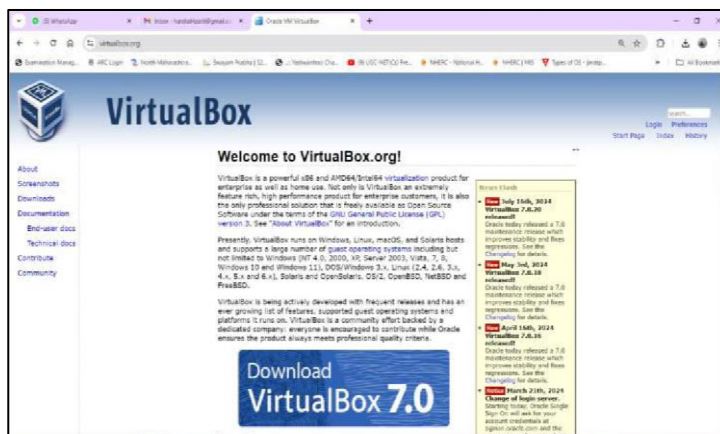 WhatsApp
Oracle VM VirtualBox
virtualbox.org
ARC Login
VirtualBox
search...
Login Preferences
Start Page Index History
About
Screenshots
Downloads
Documentation
End-user docs
Technical docs
Contribute
Community
Welcome to VirtualBox.org!
VirtualBox is a powerful x86 and AMD64/Intel64 virtualization product for
enterprise as well as home use. Not only is VirtualBox an extremely
feature rich, high performance product for enterprise customers, it is also
the only professional solution that is freely available as Open Source
Software under the terms of the GNU General Public License (GPL)
version 3. See "About VirtualBox" for an introduction.
Presently, VirtualBox runs on Windows, Linux, macOS, and Solaris hosts
and supports a large number of guest operating systems including but
not limited to Windows (NT 4.0, 2000, XP, Server 2003, Vista, 7, 8,
Windows 10 and Windows 11), DOS/Windows 3.x, Linux (2.4, 2.6, 3.x,
4.x, 5.x and 6.x), Solaris and OpenSolaris, OS/2, OpenBSD, NetBSD and
FreeBSD.
VirtualBox is being actively developed with frequent releases and has an
ever growing list of features, supported guest operating systems and
platforms it runs on. VirtualBox is a community effort backed by a
dedicated company: everyone is encouraged to contribute while Oracle
ensures the product always meets professional quality criteria.
Download
VirtualBox 7.0
News Flash
New July 16th, 2024
VirtualBox 7.0.20
released!
Oracle today released a 7.0
maintenance release which
improves stability and fixes
regressions. See the
Changelog for details.
New May 3rd, 2024
VirtualBox 7.0.18
released!
Oracle today released a 7.0
maintenance release which
improves stability and fixes
regressions. See the
Changelog for details.
New April 16th, 2024
VirtualBox 7.0.16
released!
Oracle today released a 7.0
maintenance release which
improves stability and fixes
regressions. See the
Changelog for details.
Notice March 25th, 2024
Change of login server.
Starting today, Oracle Single
Sign On will ask for your
account credentials at
signon.oracle.com and the